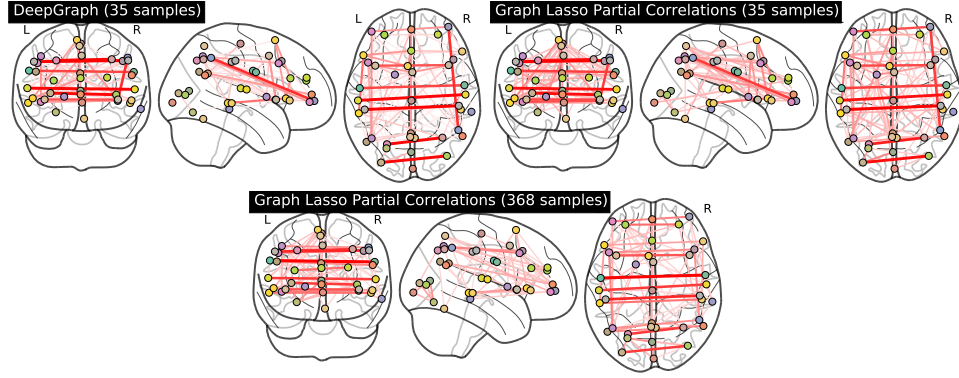 DeepGraph (35 samples)
L R
L R
Graph Lasso Partial Correlations (35 samples)
L R
L R
Graph Lasso Partial Correlations (368 samples)
L R
R